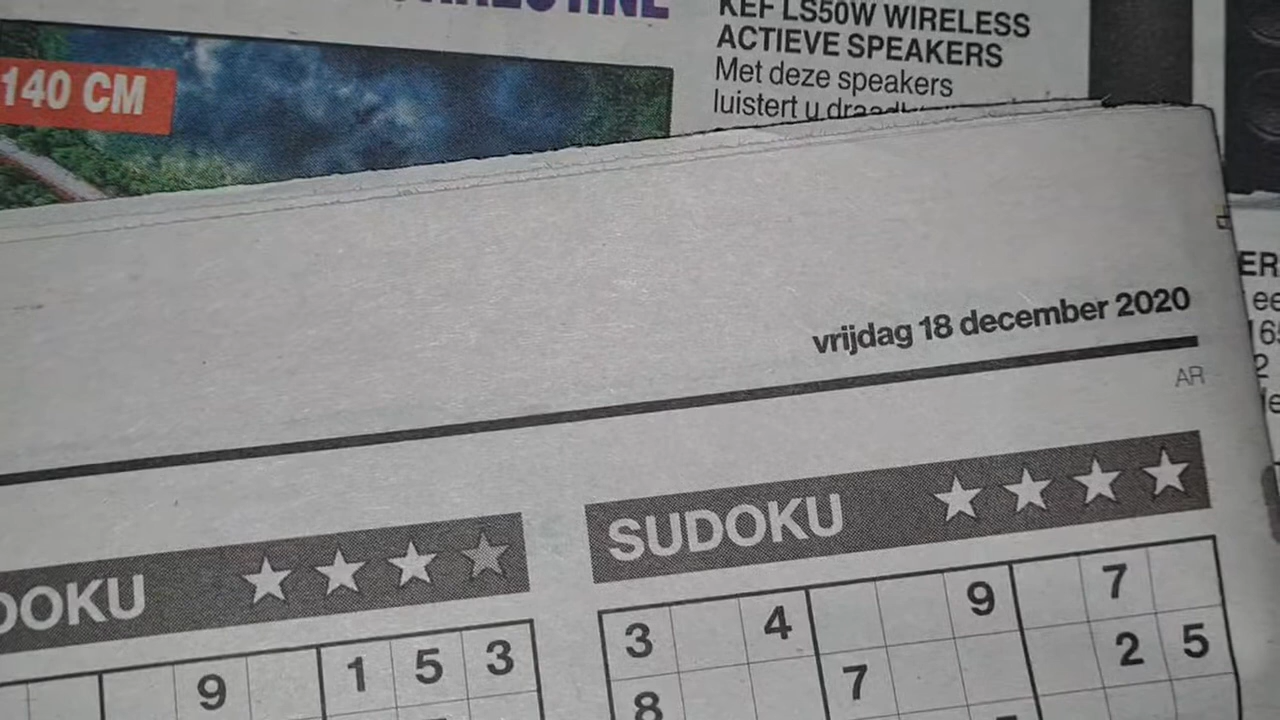 140 CM
KEF LS50W WIRELESS
ACTIEVE SPEAKERS
Met deze speakers
luistert u
vrijdag 18 december 2020
AR
SUDOKU
3 4 9 7
8 7 2 5
9 1 5 3